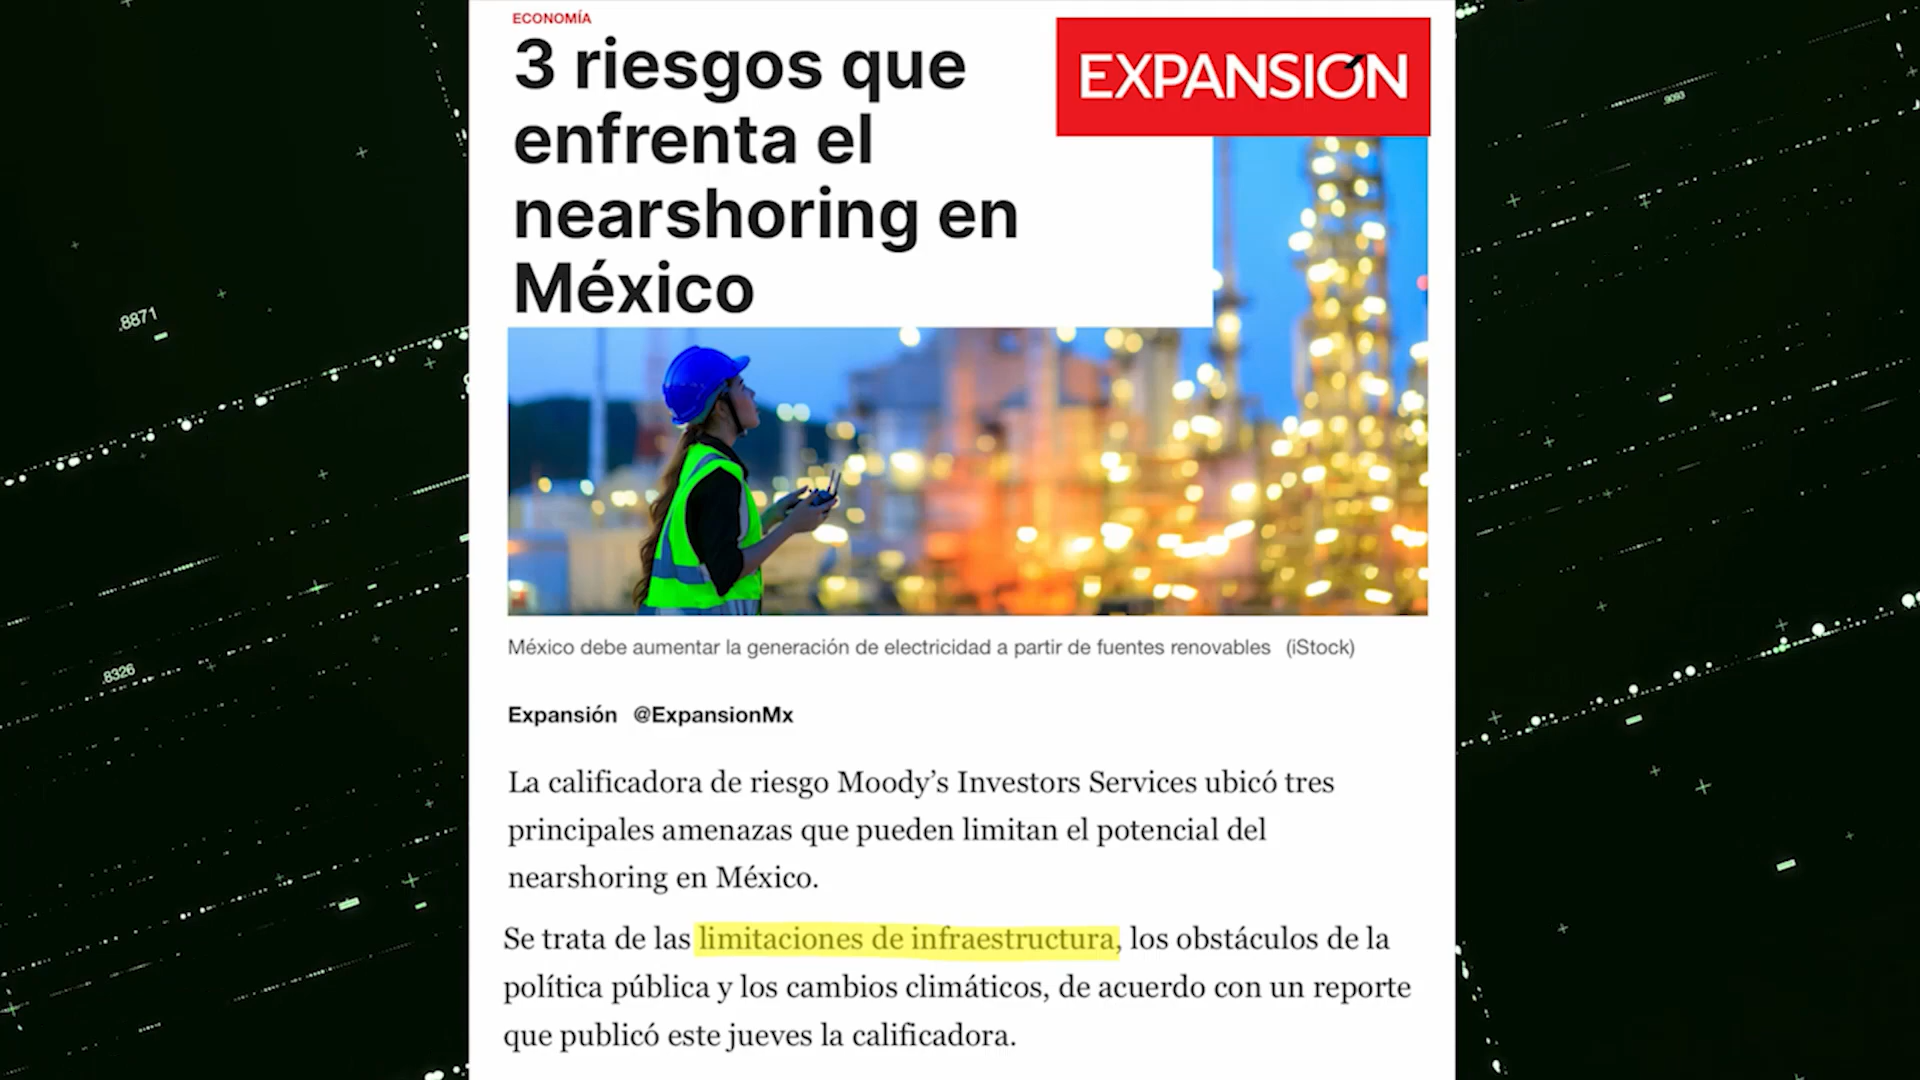 ECONOMÍA
3 riesgos que
enfrenta el
nearshoring en
México
EXPANSIÓN
.8871
.9093
.8326
México debe aumentar la generación de electricidad a partir de fuentes renovables (iStock)
Expansión @ExpansionMx
La calificadora de riesgo Moody’s Investors Services ubicó tres
principales amenazas que pueden limitan el potencial del
nearshoring en México.
Se trata de las limitaciones de infraestructura, los obstáculos de la
política pública y los cambios climáticos, de acuerdo con un reporte
que publicó este jueves la calificadora.